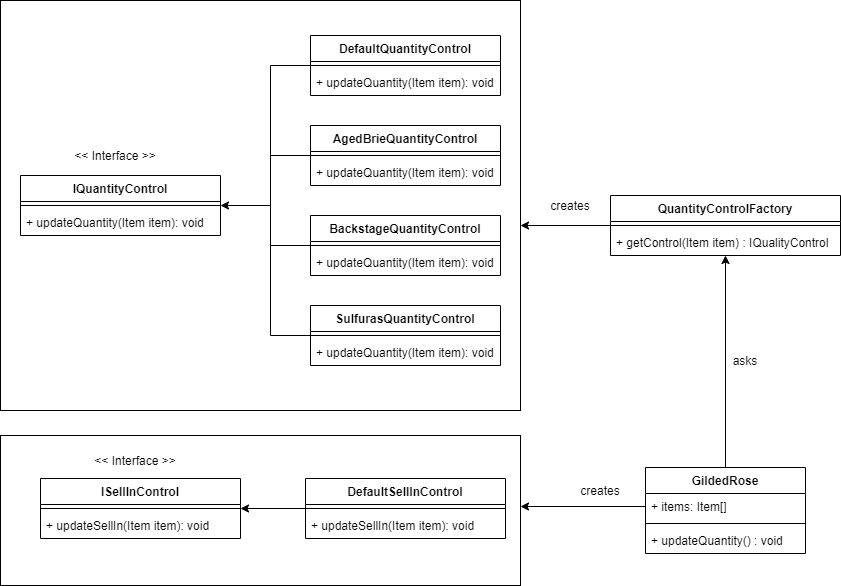 DefaultQuantityControl
+ updateQuantity(Item item): void
AgedBrieQuantityControl
+ updateQuantity(Item item): void
<< Interface >>
IQuantityControl
+ updateQuantity(Item item): void
BackstageQuantityControl
+ updateQuantity(Item item): void
SulfurasQuantityControl
+ updateQuantity(Item item): void
creates
QuantityControlFactory
+ getControl(Item item) : IQualityControl
asks
<< Interface >>
ISellInControl
+ updateSellIn(Item item): void
DefaultSellInControl
+ updateSellIn(Item item): void
creates
GildedRose
+ items: Item[]
+ updateQuantity() : void